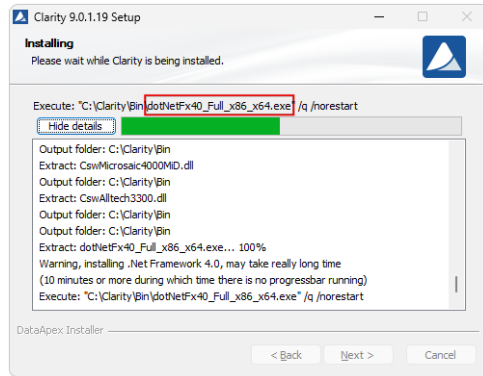 Clarity 9.0.1.19 Setup
Installing
Please wait while Clarity is being installed.
Execute: "C:\Clarity\Bin\dotNetFx40_Full_x86_x64.exe" /q /norestart
Hide details
Output folder: C:\Clarity\Bin
Extract: CswMicrosaic4000MiD.dll
Output folder: C:\Clarity\Bin
Extract: CswAlltech3300.dll
Output folder: C:\Clarity\Bin
Output folder: C:\Clarity\Bin
Extract: dotNetFx40_Full_x86_x64.exe... 100%
Warning, installing .Net Framework 4.0, may take really long time
(10 minutes or more during which time there is no progressbar running)
Execute: "C:\Clarity\Bin\dotNetFx40_Full_x86_x64.exe" /q /norestart
DataApex Installer
< Back Next > Cancel